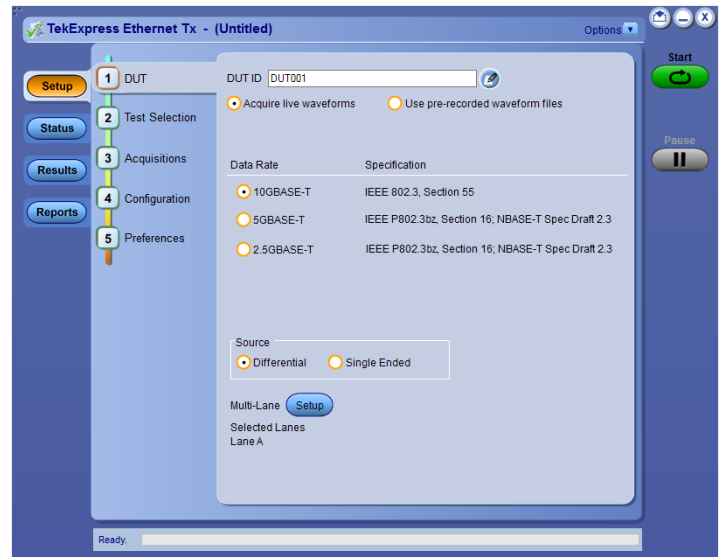 TekExpress Ethernet Tx - (Untitled)
Options
Start
Pause
Setup
Status
Results
Reports
1 DUT
2 Test Selection
3 Acquisitions
4 Configuration
5 Preferences
DUT ID DUT001
Acquire live waveforms Use pre-recorded waveform files
Data Rate Specification
10GBASE-T IEEE 802.3, Section 55
5GBASE-T IEEE P802.3bz, Section 16; NBASE-T Spec Draft 2.3
2.5GBASE-T IEEE P802.3bz, Section 16; NBASE-T Spec Draft 2.3
Source
Differential Single Ended
Multi-Lane Setup
Selected Lanes
Lane A
Ready.